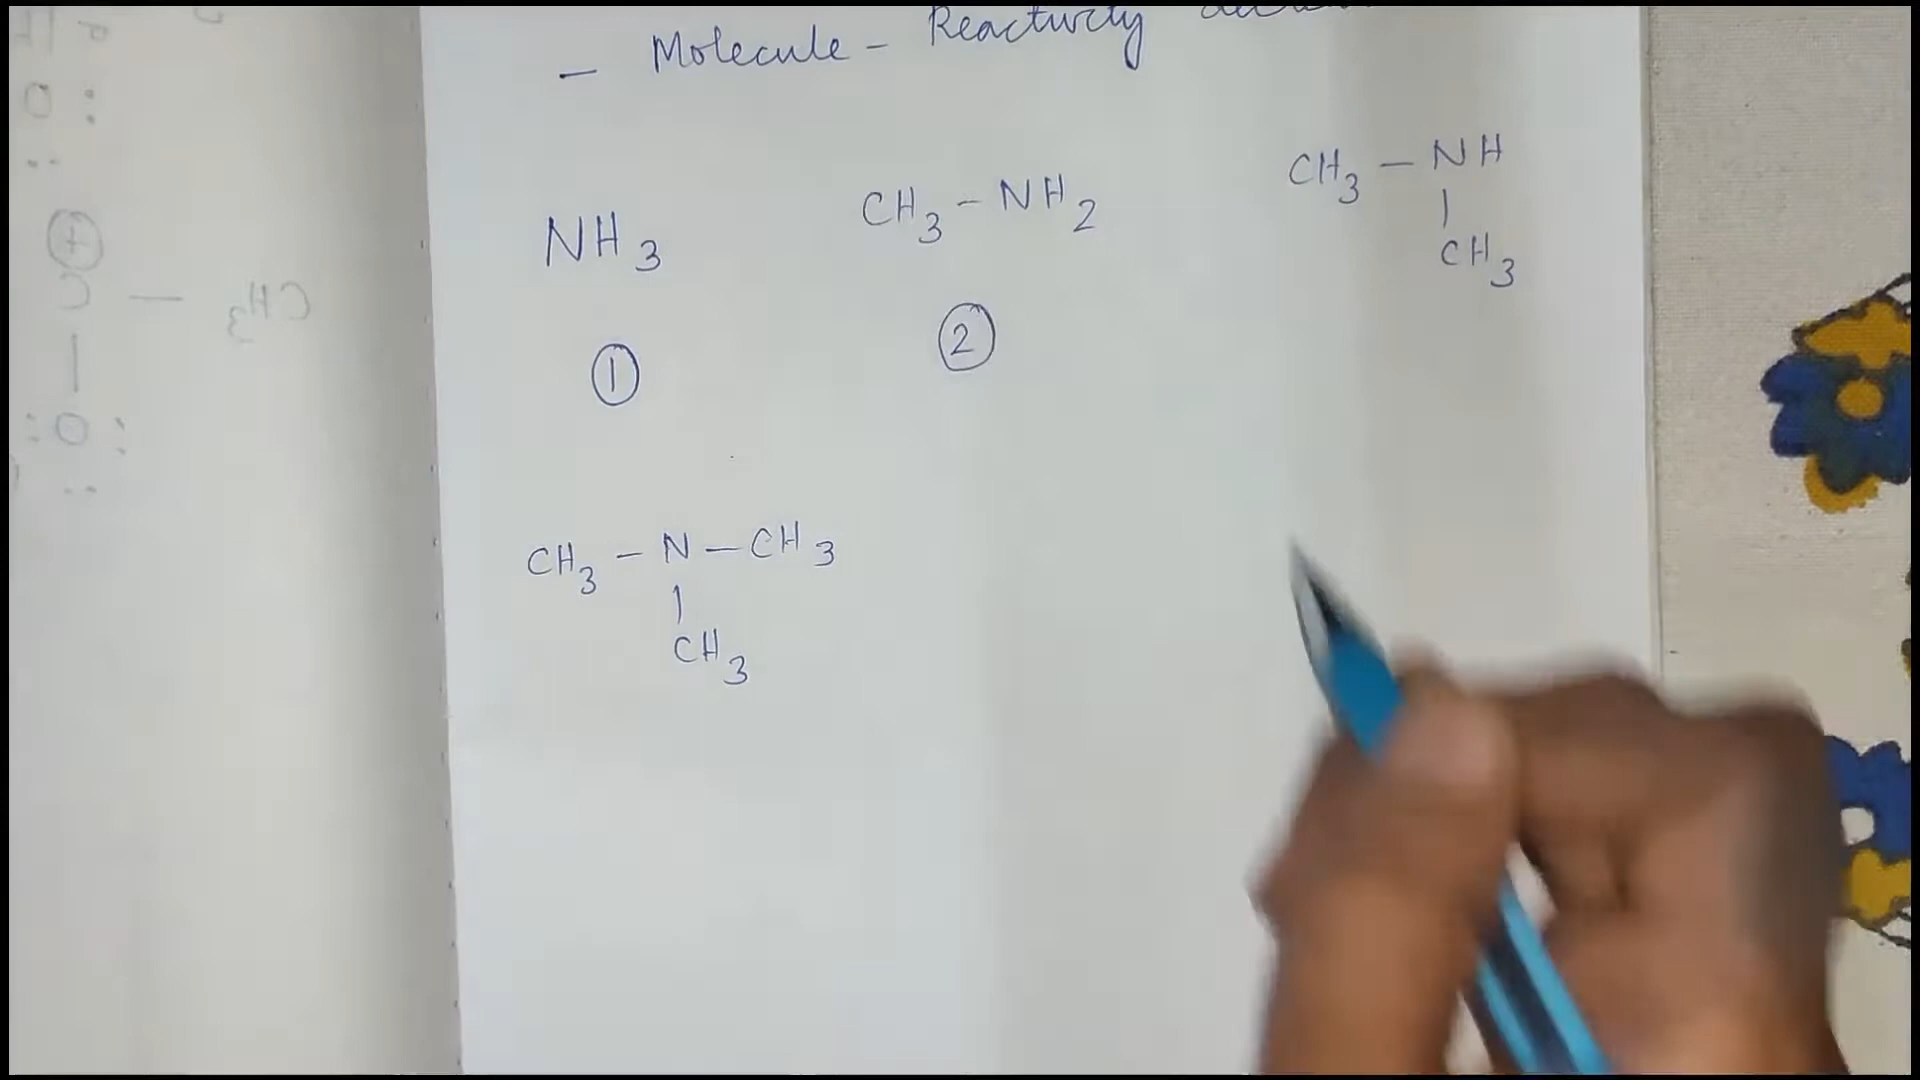 - Molecule - Reactivity
NH3
CH3 - NH2
CH3 - NH
|
CH3
①
②
CH3 - N - CH3
|
CH3